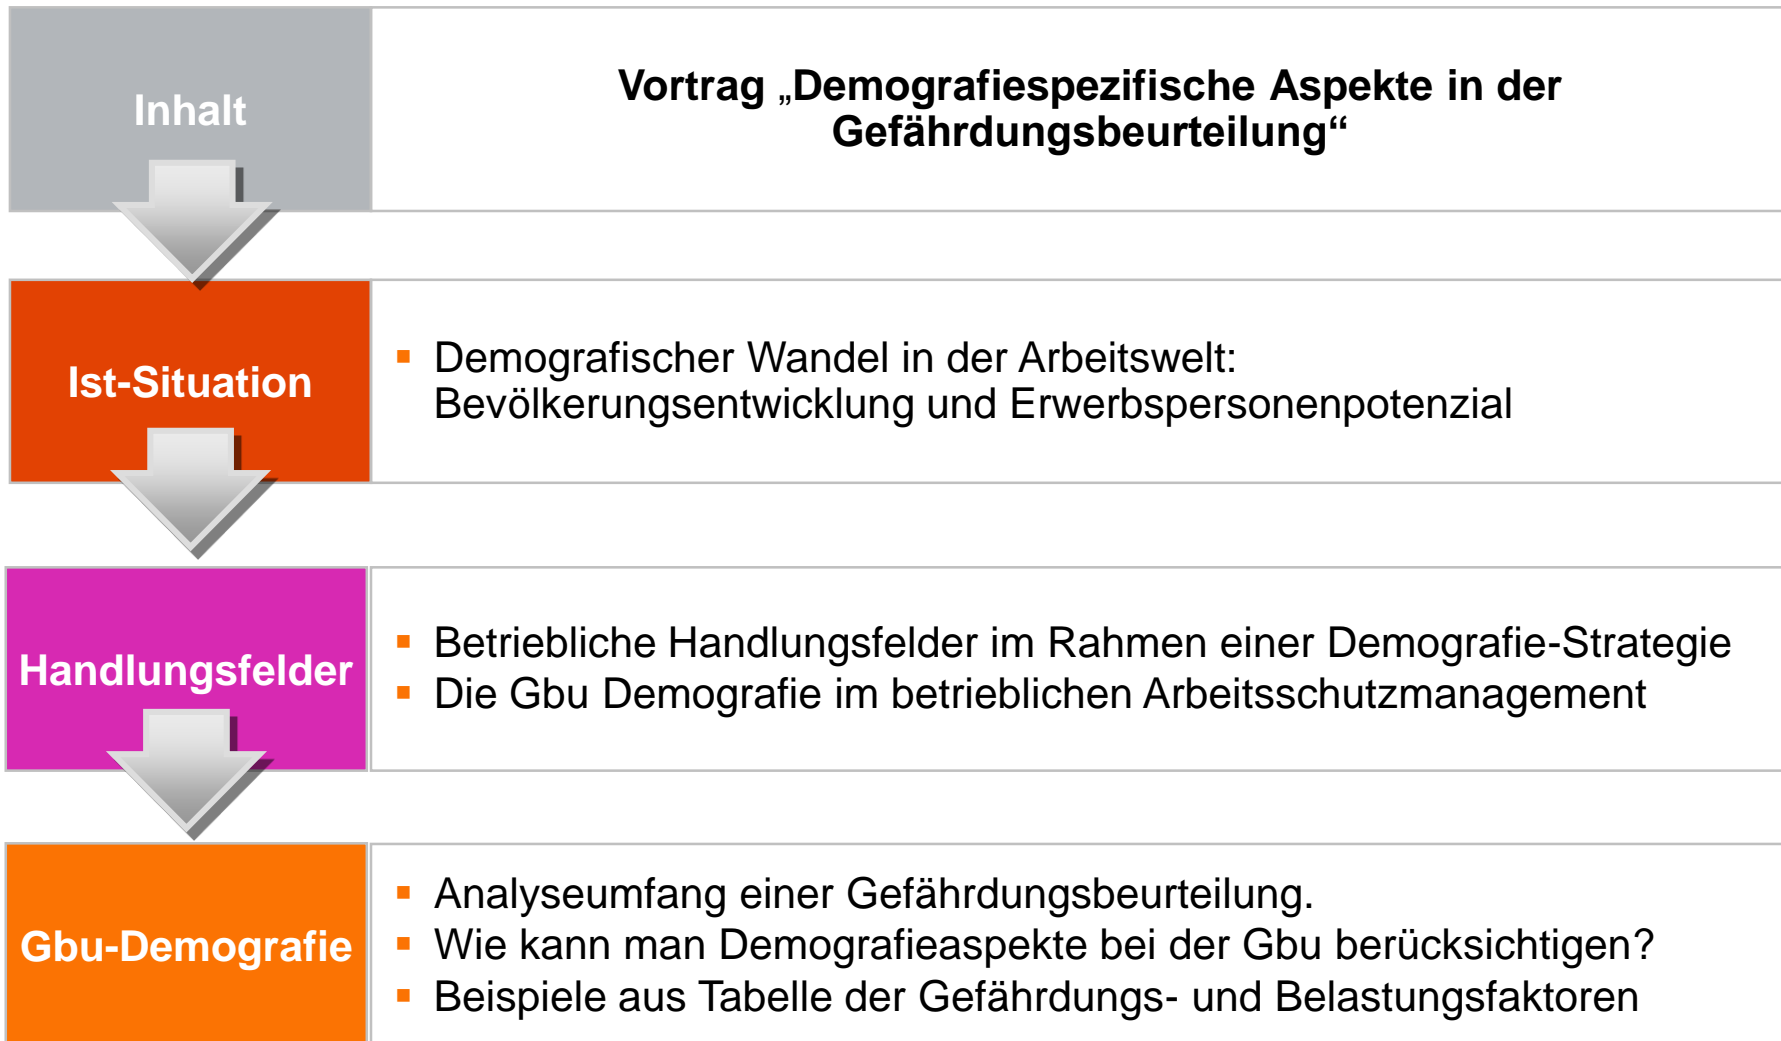 Inhalt
Vortrag „Demografiespezifische Aspekte in der
Gefährdungsbeurteilung“
Ist-Situation
▪ Demografischer Wandel in der Arbeitswelt:
Bevölkerungsentwicklung und Erwerbspersonenpotenzial
Handlungsfelder
▪ Betriebliche Handlungsfelder im Rahmen einer Demografie-Strategie
▪ Die Gbu Demografie im betrieblichen Arbeitsschutzmanagement
Gbu-Demografie
▪ Analyseumfang einer Gefährdungsbeurteilung.
▪ Wie kann man Demografieaspekte bei der Gbu berücksichtigen?
▪ Beispiele aus Tabelle der Gefährdungs- und Belastungsfaktoren